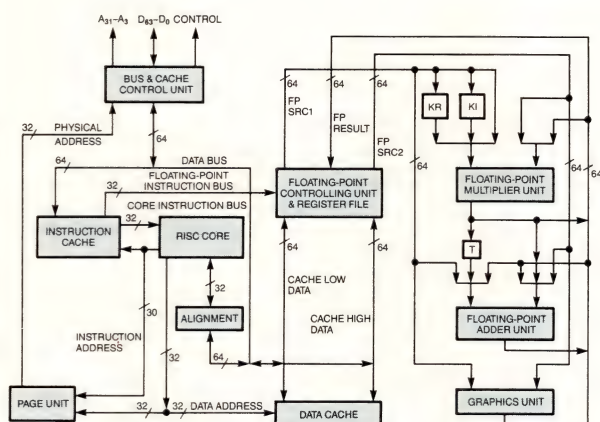 A31–A3 D63–D0 CONTROL
BUS & CACHE
CONTROL UNIT
32 PHYSICAL
ADDRESS
64
64
DATA BUS
FLOATING-POINT
32 INSTRUCTION BUS
CORE INSTRUCTION BUS
32
INSTRUCTION
CACHE
RISC CORE
32
ALIGNMENT
64
30
INSTRUCTION
ADDRESS
32
PAGE UNIT
32
32 DATA ADDRESS
DATA CACHE
64
FP
SRC1
64
FP
RESULT
64
FP
SRC2
FLOATING-POINT
CONTROLLING UNIT
& REGISTER FILE
64
64
CACHE LOW
DATA
CACHE HIGH
DATA
KR
KI
64
64
64
FLOATING-POINT
MULTIPLIER UNIT
T
FLOATING-POINT
ADDER UNIT
GRAPHICS UNIT